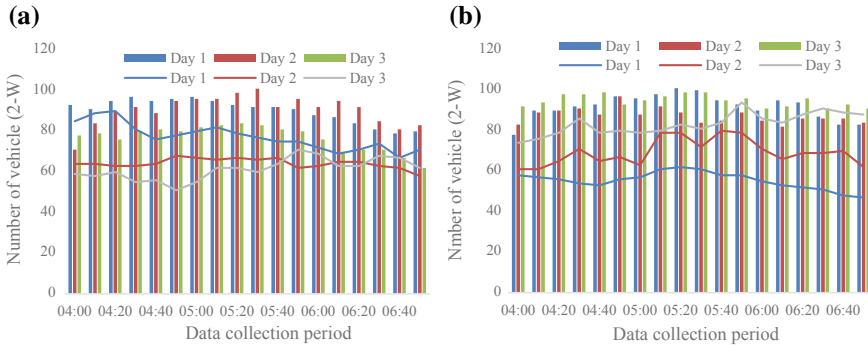 (a)
Day 1 Day 2 Day 3
Day 1 Day 2 Day 3
Number of vehicle (2-W)
120
100
80
60
40
20
0
04:00 04:20 04:40 05:00 05:20 05:40 06:00 06:20 06:40
Data collection period
(b)
Day 1 Day 2 Day 3
Day 1 Day 2 Day 3
Nmber of vehicle (2-W)
120
100
80
60
40
20
0
04:00 04:20 04:40 05:00 05:20 05:40 06:00 06:20 06:40
Data collection period